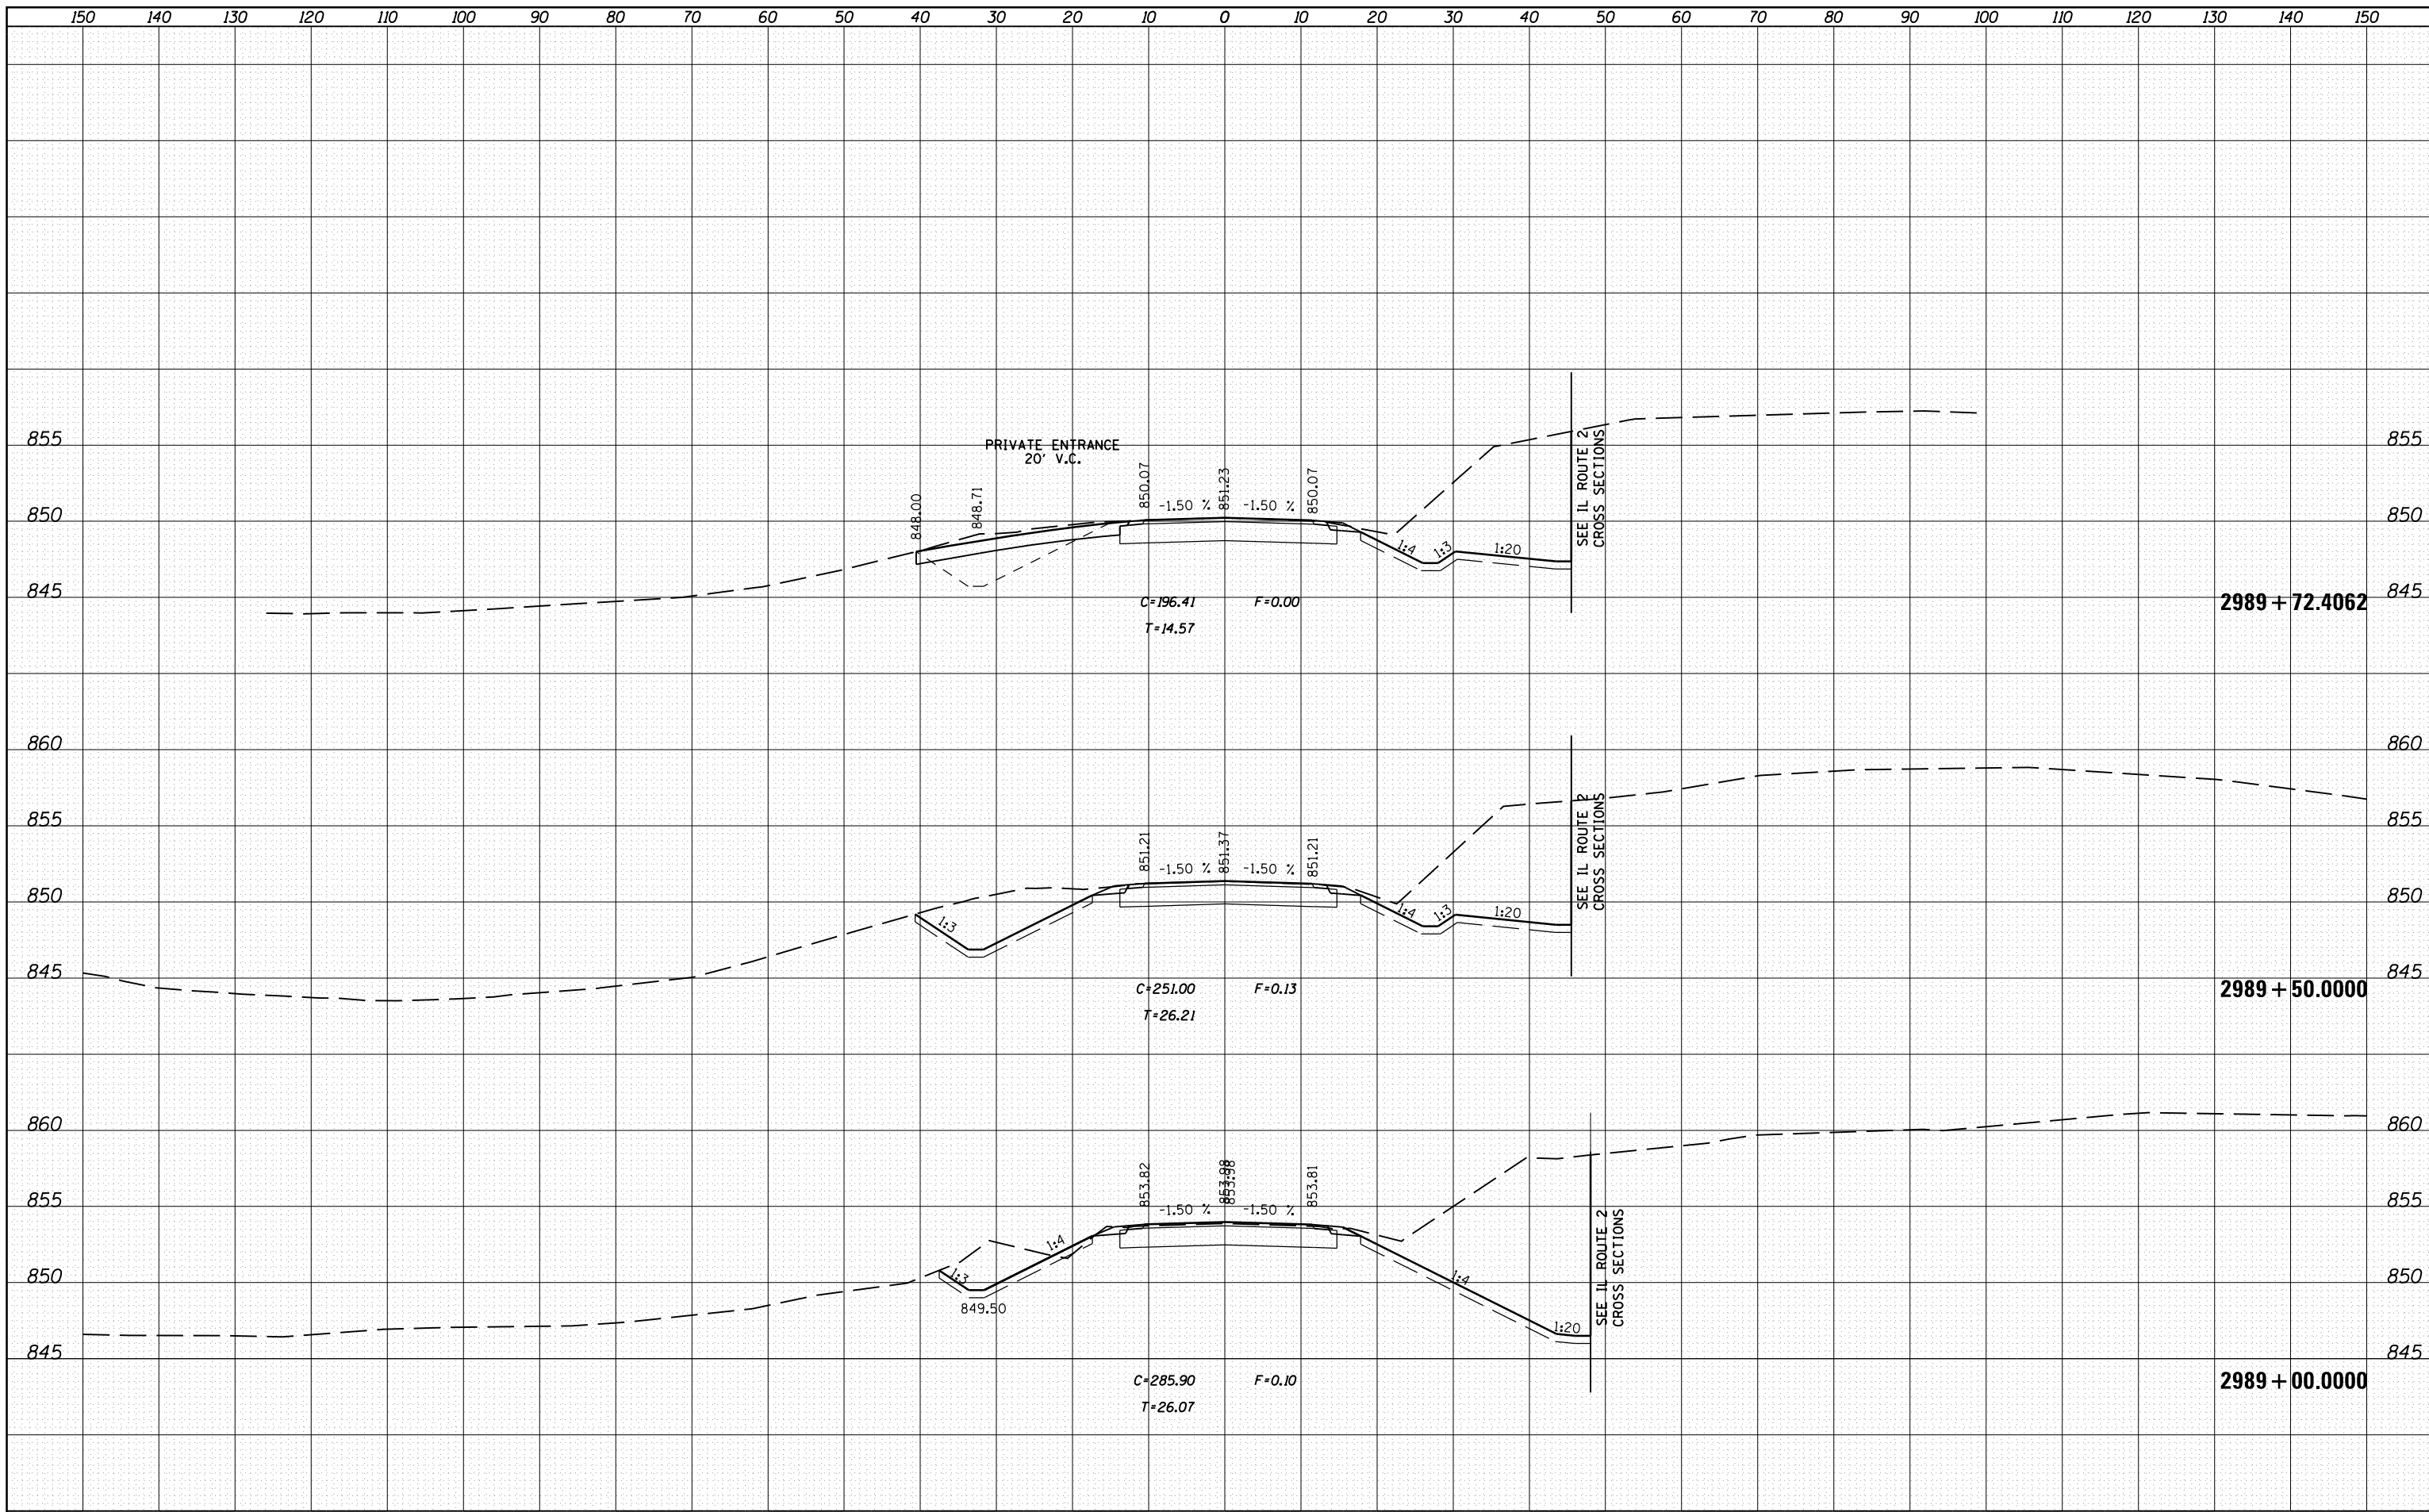 150 140 130 120 110 100 90 80 70 60 50 40 30 20 10 0 10 20 30 40 50 60 70 80 90 100 110 120 130 140 150
855 855
PRIVATE ENTRANCE
20' V.C.
848.00
848.71
850.07
-1.50 %
851.23
-1.50 %
850.07
SEE IL ROUTE 2
CROSS SECTIONS
850 850
1:4
1:3
1:20
845 845
C=196.41 F=0.00
T=14.57
2989+72.4062
860 860
855 855
851.21
-1.50 %
851.37
-1.50 %
851.21
SEE IL ROUTE 2
CROSS SECTIONS
850 850
1:3
1:4
1:3
1:20
845 845
C=251.00 F=0.13
T=26.21
2989+50.0000
860 860
855 855
853.82
-1.50 %
853.98
853.98
-1.50 %
853.81
SEE IL ROUTE 2
CROSS SECTIONS
1:4
850 850
1:3
1:4
849.50
1:20
845 845
C=285.90 F=0.10
T=26.07
2989+00.0000